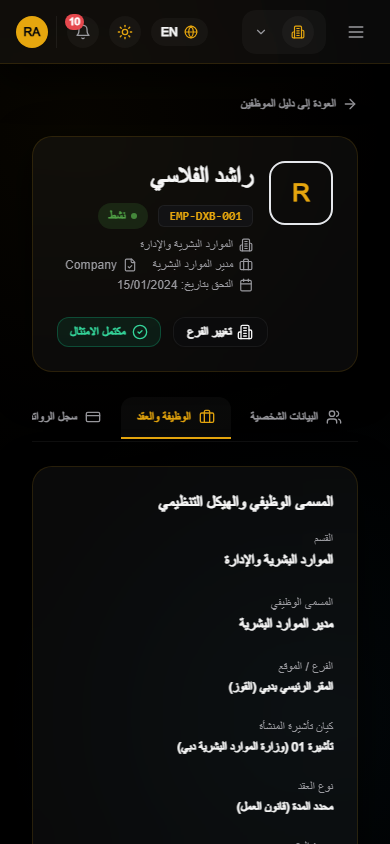 EN
10
RA
العودة إلى دليل الموظفين
R
راشد الفلاسي
EMP-DXB-001
نشط
الموارد البشرية والإدارة
مدير الموارد البشرية
Company
التحق بتاريخ: 15/01/2024
تغيير الفرع
مكتمل الامتثال
البيانات الشخصية
الوظيفة والعقد
سجل الرواتب
المسمى الوظيفي والهيكل التنظيمي
القسم
الموارد البشرية والإدارة
المسمى الوظيفي
مدير الموارد البشرية
الفرع / الموقع
المقر الرئيسي بدبي (القوز)
كيان تأشيرة المنشأة
تأشيرة 01 (وزارة الموارد البشرية دبي)
نوع العقد
محدد المدة (قانون العمل)